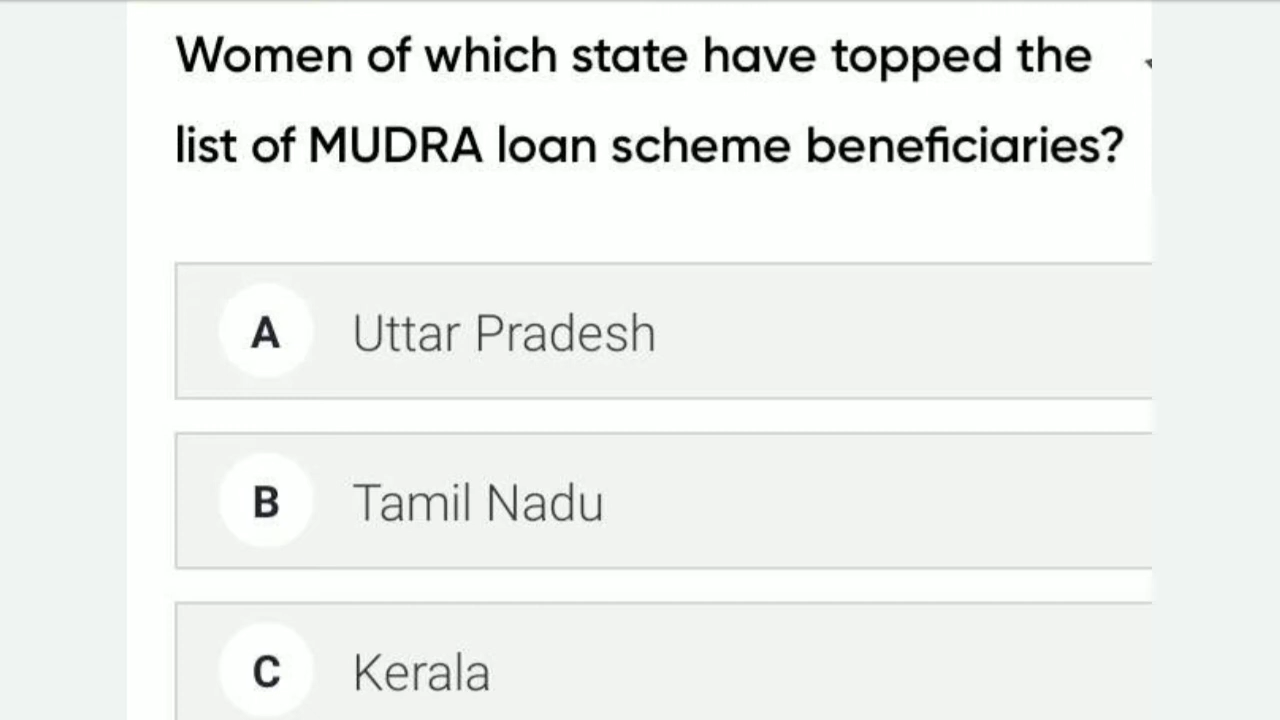 Women of which state have topped the
list of MUDRA loan scheme beneficiaries?
A Uttar Pradesh
B Tamil Nadu
C Kerala